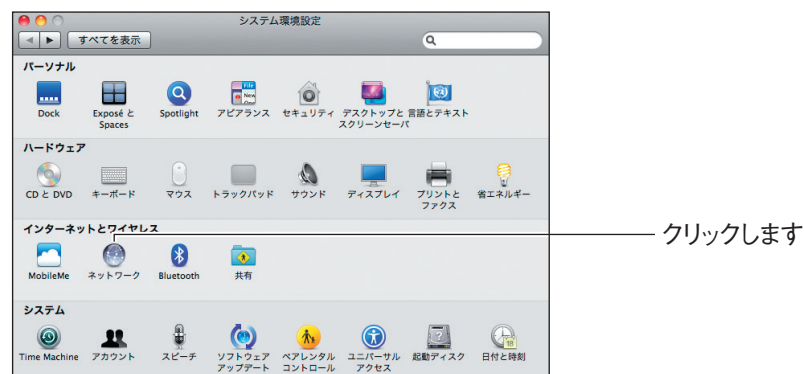 システム環境設定
すべてを表示
パーソナル
Dock
Exposé と
Spaces
Spotlight
アピアランス
セキュリティ
デスクトップと
スクリーンセーバ
言語とテキスト
ハードウェア
CD と DVD
キーボード
マウス
トラックパッド
サウンド
ディスプレイ
プリントと
ファクス
省エネルギー
インターネットとワイヤレス
クリックします
MobileMe
ネットワーク
Bluetooth
共有
システム
Time Machine
アカウント
スピーチ
ソフトウェア
アップデート
ペアレンタル
コントロール
ユニバーサル
アクセス
起動ディスク
日付と時刻